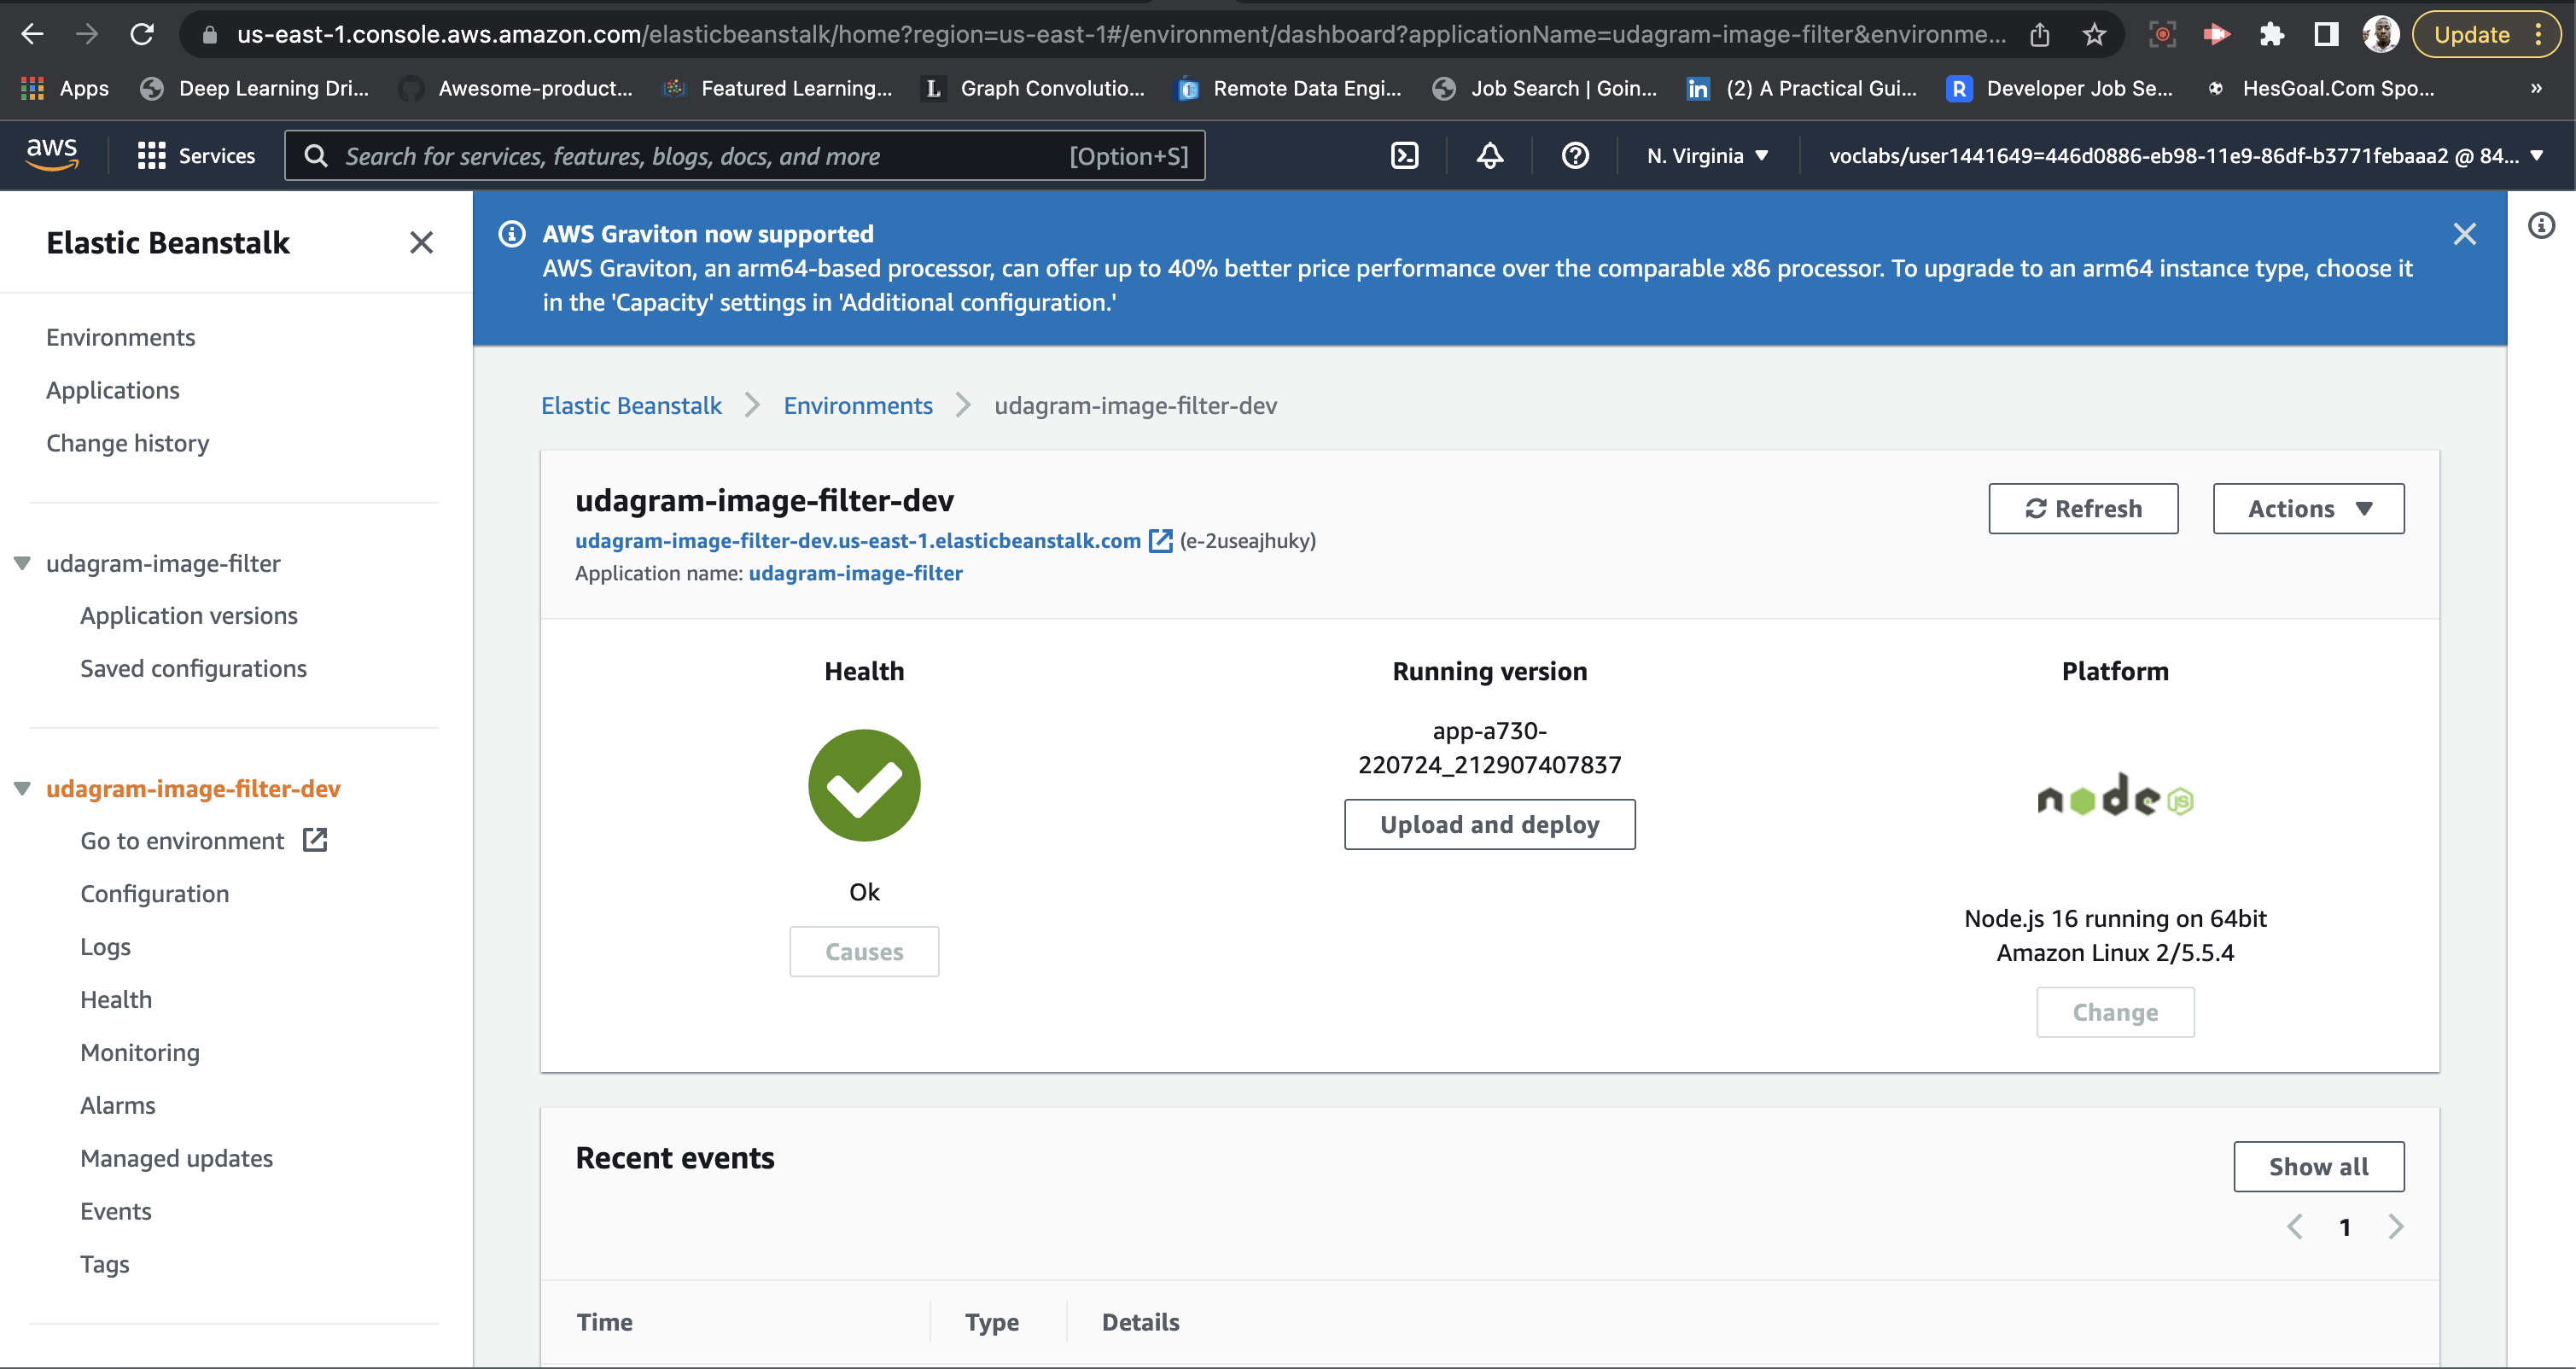 us-east-1.console.aws.amazon.com/elasticbeanstalk/home?region=us-east-1#/environment/dashboard?applicationName=udagram-image-filter&environme...
Update
Apps
Deep Learning Dri...
Awesome-product...
Featured Learning...
L
Graph Convolutio...
Remote Data Engi...
Job Search | Goin...
in
(2) A Practical Gui...
R
Developer Job Se...
HesGoal.Com Spo...
»
aws
Services
Search for services, features, blogs, docs, and more
[Option+S]
N. Virginia
voclabs/user1441649=446d0886-eb98-11e9-86df-b3771febaaa2 @ 84...
Elastic Beanstalk
Environments
Applications
Change history
udagram-image-filter
Application versions
Saved configurations
udagram-image-filter-dev
Go to environment
Configuration
Logs
Health
Monitoring
Alarms
Managed updates
Events
Tags
AWS Graviton now supported
AWS Graviton, an arm64-based processor, can offer up to 40% better price performance over the comparable x86 processor. To upgrade to an arm64 instance type, choose it
in the 'Capacity' settings in 'Additional configuration.'
Elastic Beanstalk
Environments
udagram-image-filter-dev
udagram-image-filter-dev
udagram-image-filter-dev.us-east-1.elasticbeanstalk.com (e-2useajhuky)
Application name: udagram-image-filter
Refresh
Actions
Health
Ok
Causes
Running version
app-a730-
220724_212907407837
Upload and deploy
Platform
node JS
Node.js 16 running on 64bit
Amazon Linux 2/5.5.4
Change
Recent events
Show all
1
Time
Type
Details